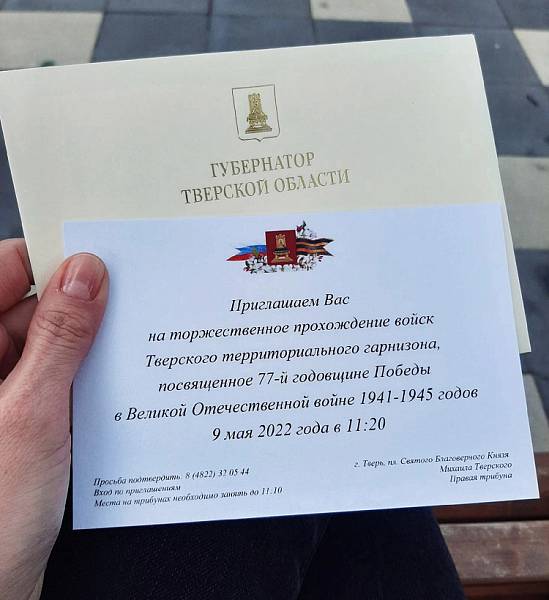 ГУБЕРНАТОР
ТВЕРСКОЙ ОБЛАСТИ
Приглашаем Вас
на торжественное прохождение войск
Тверского территориального гарнизона,
посвященное 77-й годовщине Победы
в Великой Отечественной войне 1941-1945 годов
9 мая 2022 года в 11:20
Просьба подтвердить: 8 (4822) 32 05 44
Вход по приглашениям
Места на трибунах необходимо занять до 11.10
г. Тверь, пл. Святого Благоверного Князя
Михаила Тверского
Правая трибуна